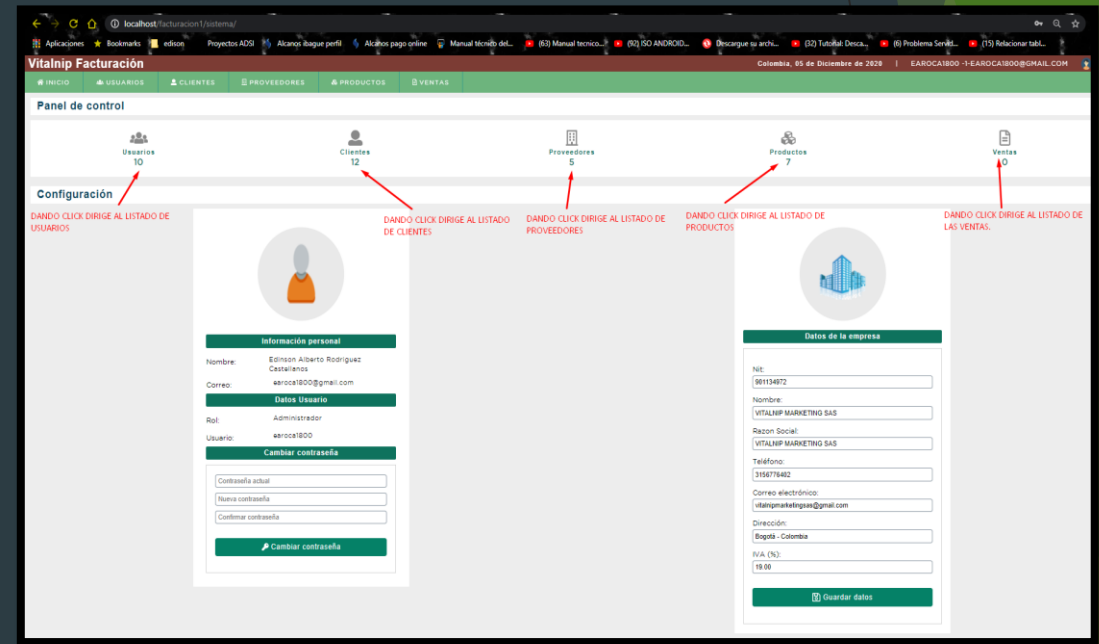 localhost/facturacion1/sistema/
Aplicaciones Bookmarks edison Proyectos ADSI Alcanos ibague perfil Alcanos pago online Manual técnico del... (63) Manual tecnico... (92) ISO ANDROID... Descargue su archi... (32) Tutorial: Desca... (6) Problema Servid... (15) Relacionar tabl...
Vitalnip Facturación
Colombia, 05 de Diciembre de 2020 | EAROCA1800 -1-EAROCA1800@GMAIL.COM
INICIO USUARIOS CLIENTES PROVEEDORES PRODUCTOS VENTAS
Panel de control
Usuarios Clientes Proveedores Productos Ventas
10 12 5 7 0
Configuración
DANDO CLICK DIRIGE AL LISTADO DE
USUARIOS
DANDO CLICK DIRIGE AL LISTADO
DE CLIENTES
DANDO CLICK DIRIGE AL LISTADO DE
PROVEEDORES
DANDO CLICK DIRIGE AL LISTADO DE
PRODUCTOS
DANDO CLICK DIRIGE AL LISTADO DE
LAS VENTAS.
Información personal
Nombre: Edinson Alberto Rodriguez
Castellanos
Correo: earoca1800@gmail.com
Datos Usuario
Rol: Administrador
Usuario: earoca1800
Cambiar contraseña
Contraseña actual
Nueva contraseña
Confirmar contraseña
Cambiar contraseña
Datos de la empresa
Nit:
981134972
Nombre:
VITALNIP MARKETING SAS
Razon Social:
VITALNIP MARKETING SAS
Teléfono:
3156776402
Correo electrónico:
vitalnipmarketingsas@gmail.com
Dirección:
Bogotá - Colombia
IVA (%):
19.00
Guardar datos